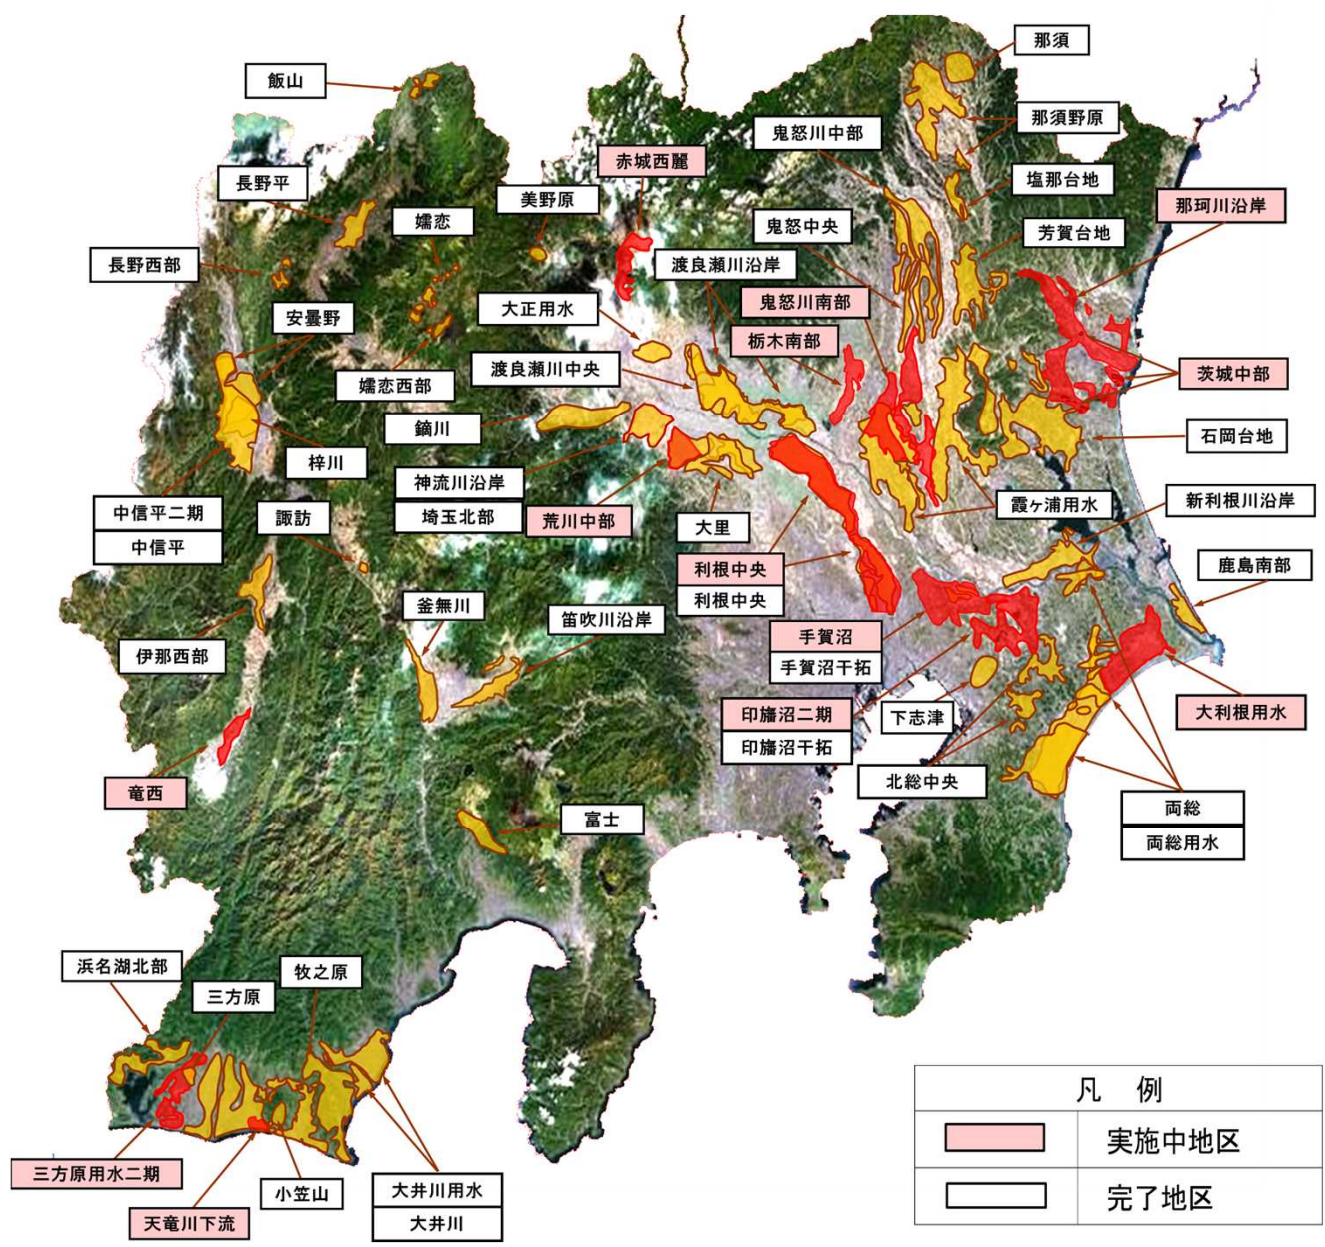 那須
飯山
那須野原
鬼怒川中部
赤城西麓
長野平
塩那台地
美野原
那珂川沿岸
嬬恋
鬼怒中央
芳賀台地
長野西部
渡良瀬川沿岸
鬼怒川南部
大正用水
安曇野
栃木南部
渡良瀬川中央
茨城中部
嬬恋西部
鏑川
石岡台地
梓川
神流川沿岸
埼玉北部
新利根川沿岸
中信平二期
中信平
諏訪
荒川中部
大里
霞ヶ浦用水
利根中央
利根中央
鹿島南部
釜無川
笛吹川沿岸
伊那西部
手賀沼
手賀沼干拓
印旛沼二期
印旛沼干拓
下志津
大利根用水
北総中央
竜西
富士
両総
両総用水
浜名湖北部
牧之原
三方原
三方原用水二期
小笠山
大井川用水
大井川
天竜川下流
凡 例
実施中地区
完了地区